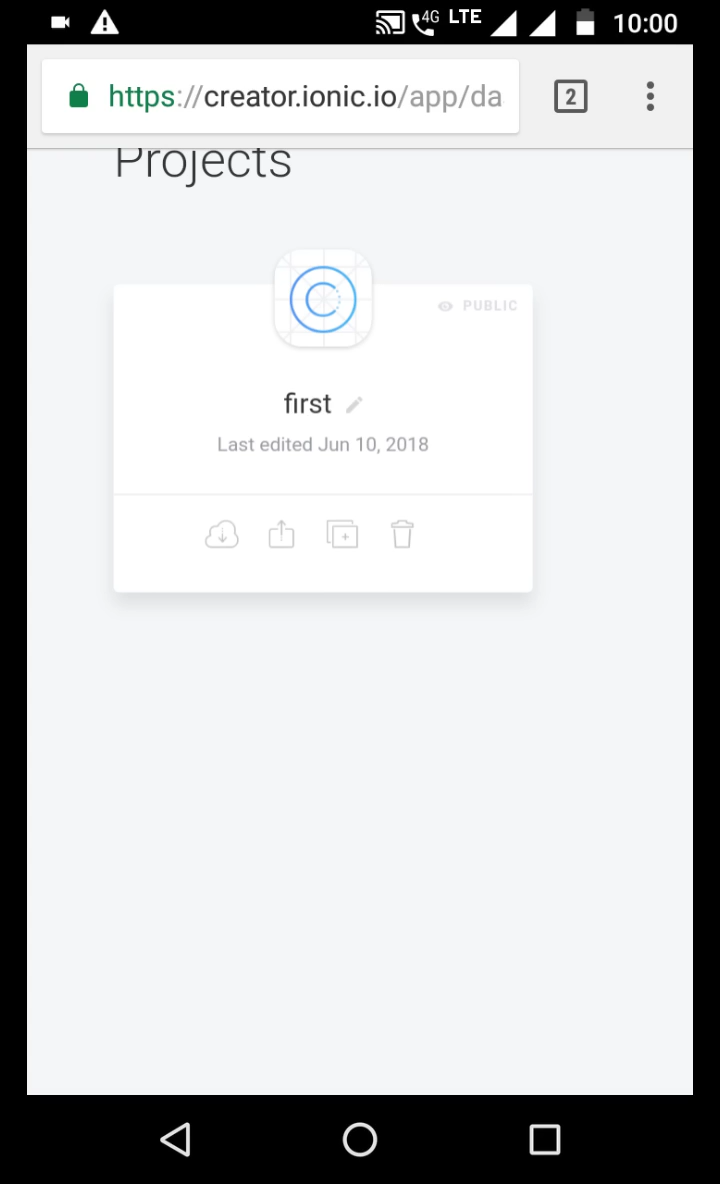 4G LTE 10:00
https://creator.ionic.io/app/da
2
Projects
PUBLIC
first
Last edited Jun 10, 2018